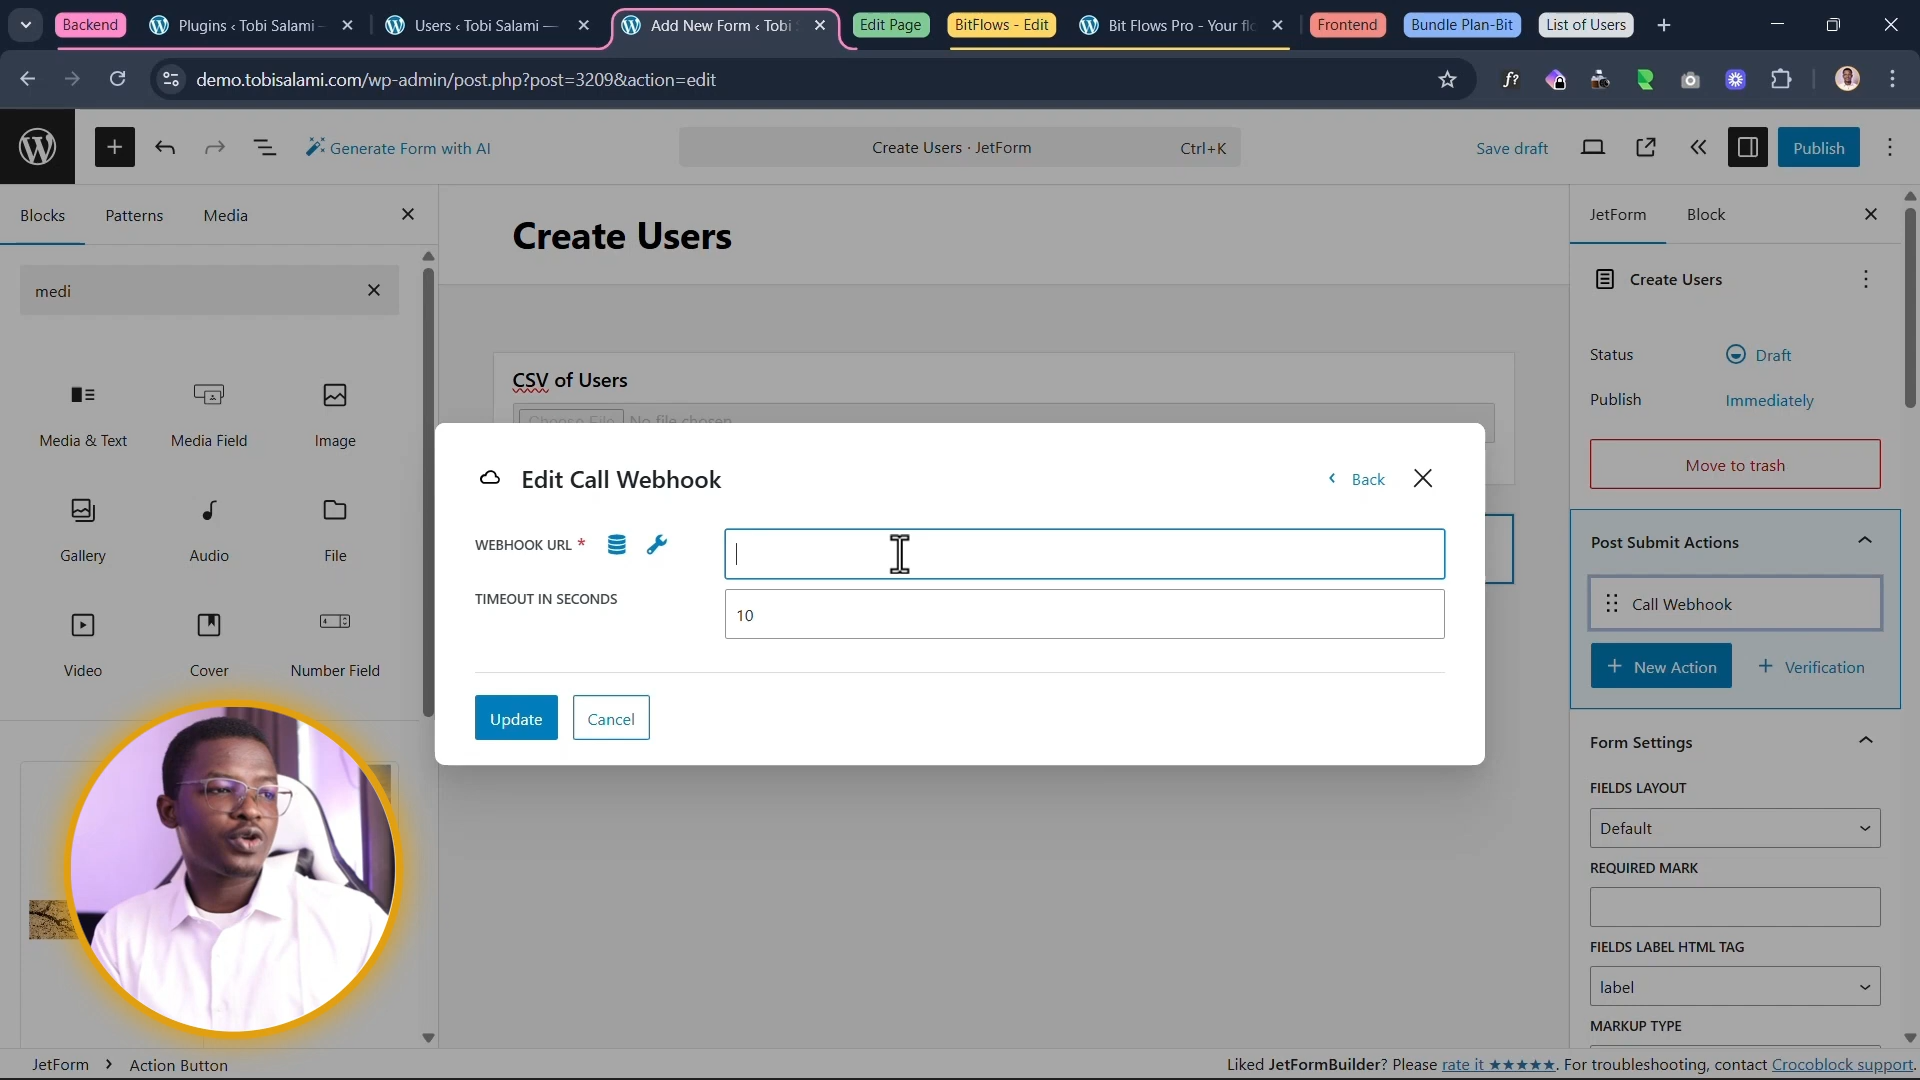 Backend
Plugins ‹ Tobi Salami –
Users ‹ Tobi Salami —
Add New Form ‹ Tobi S
Edit Page
BitFlows - Edit
Bit Flows Pro - Your flo
Frontend
Bundle Plan-Bit
List of Users
demo.tobisalami.com/wp-admin/post.php?post=3209&action=edit
f?
Generate Form with AI
Create Users · JetForm
Ctrl+K
Save draft
Publish
Blocks
Patterns
Media
medi
Media & Text
Media Field
Image
Gallery
Audio
File
Video
Cover
Number Field
Create Users
CSV of Users
Choose File No file chosen
Edit Call Webhook
Back
WEBHOOK URL *
TIMEOUT IN SECONDS
10
Update
Cancel
JetForm
Block
Create Users
Status
Draft
Publish
Immediately
Move to trash
Post Submit Actions
Call Webhook
New Action
Verification
Form Settings
FIELDS LAYOUT
Default
REQUIRED MARK
FIELDS LABEL HTML TAG
label
MARKUP TYPE
JetForm › Action Button
Liked JetFormBuilder? Please rate it ★★★★★. For troubleshooting, contact Crocoblock support.